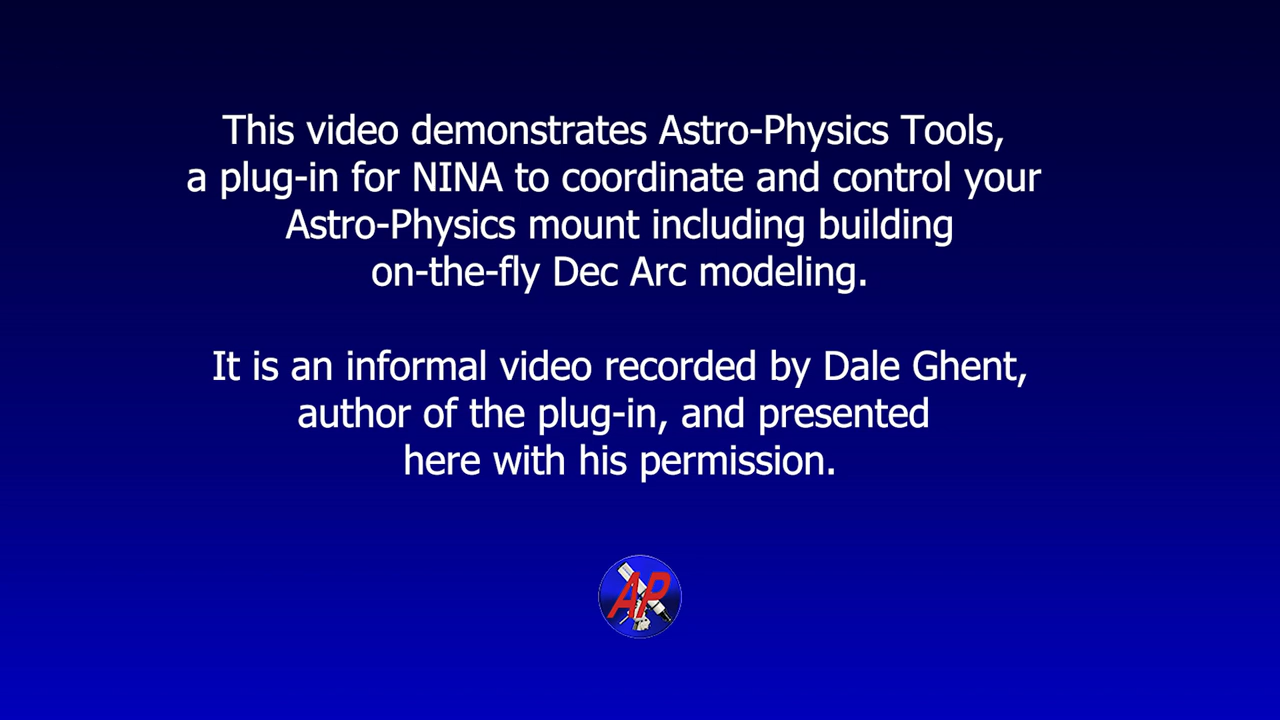 This video demonstrates Astro-Physics Tools,
a plug-in for NINA to coordinate and control your
Astro-Physics mount including building
on-the-fly Dec Arc modeling.
It is an informal video recorded by Dale Ghent,
author of the plug-in, and presented
here with his permission.
AP